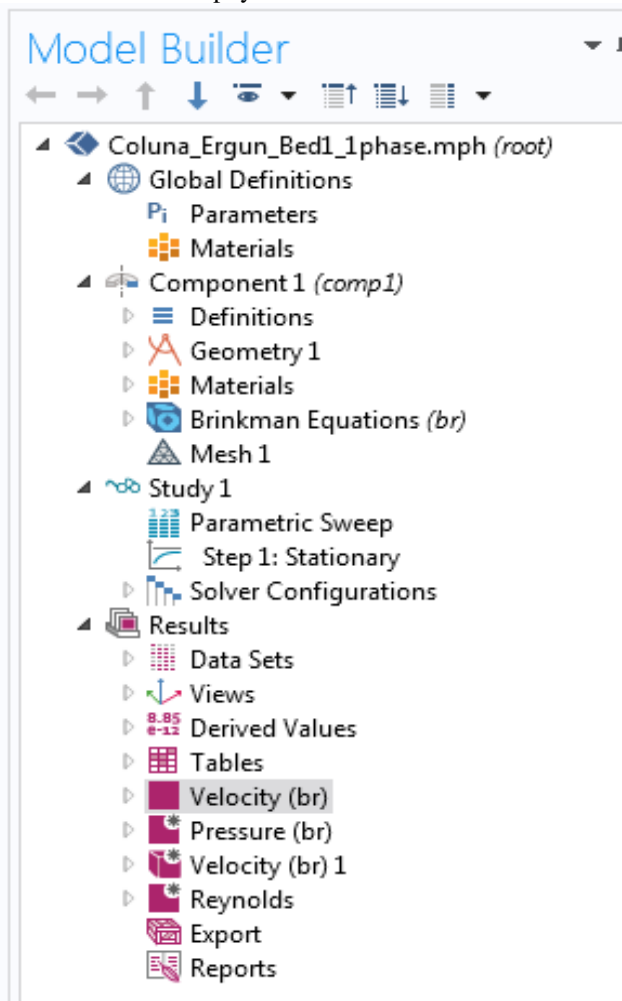 Model Builder
Coluna_Ergun_Bed1_1phase.mph (root)
Global Definitions
Pi Parameters
Materials
Component 1 (comp1)
Definitions
Geometry 1
Materials
Brinkman Equations (br)
Mesh 1
Study 1
123 Parametric Sweep
Step 1: Stationary
Solver Configurations
Results
Data Sets
Views
8.85
e-12 Derived Values
Tables
Velocity (br)
Pressure (br)
Velocity (br) 1
Reynolds
Export
Reports